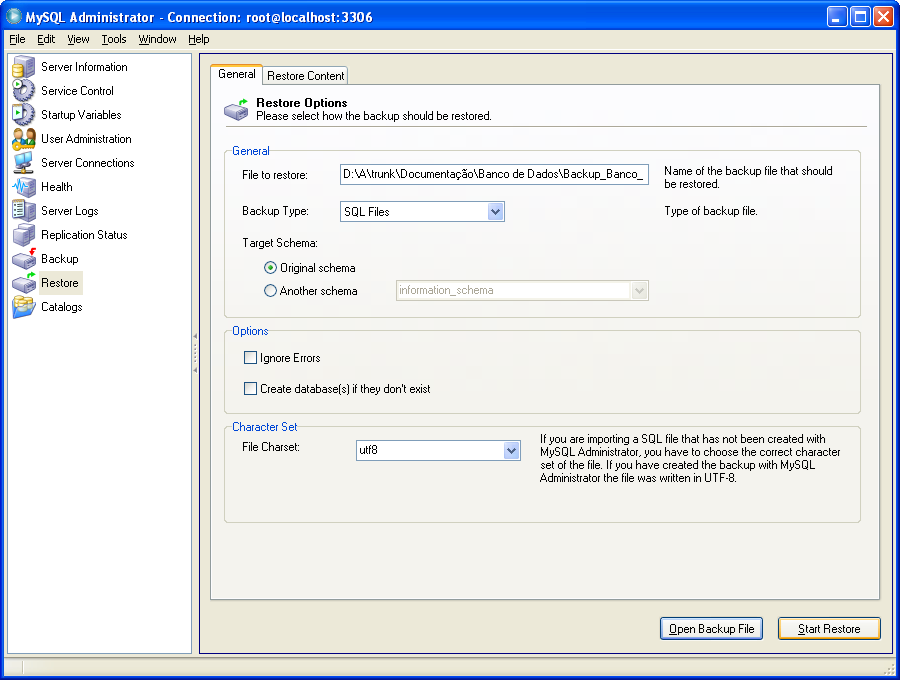 MySQL Administrator - Connection: root@localhost:3306
File Edit View Tools Window Help
Server Information
Service Control
Startup Variables
User Administration
Server Connections
Health
Server Logs
Replication Status
Backup
Restore
Catalogs
General Restore Content
Restore Options
Please select how the backup should be restored.
General
File to restore: D:\A\trunk\Documentação\Banco de Dados\Backup_Banco_ Name of the backup file that should
be restored.
Backup Type: SQL Files Type of backup file.
Target Schema:
Original schema
Another schema information_schema
Options
Ignore Errors
Create database(s) if they don't exist
Character Set
File Charset: utf8
If you are importing a SQL file that has not been created with
MySQL Administrator, you have to choose the correct character
set of the file. If you have created the backup with MySQL
Administrator the file was written in UTF-8.
Open Backup File Start Restore